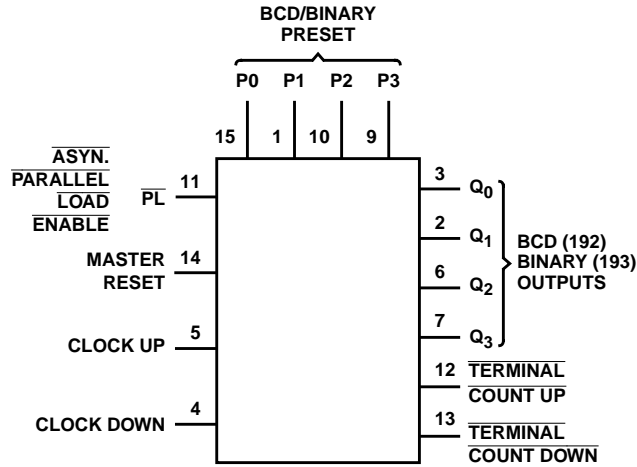 BCD/BINARY
PRESET
P0 P1 P2 P3
15 1 10 9
ASYN.
PARALLEL
LOAD
ENABLE
PL
11
MASTER
RESET
14
CLOCK UP
5
CLOCK DOWN
4
3 Q0
2 Q1
6 Q2
7 Q3
BCD (192)
BINARY (193)
OUTPUTS
12 TERMINAL
COUNT UP
13 TERMINAL
COUNT DOWN